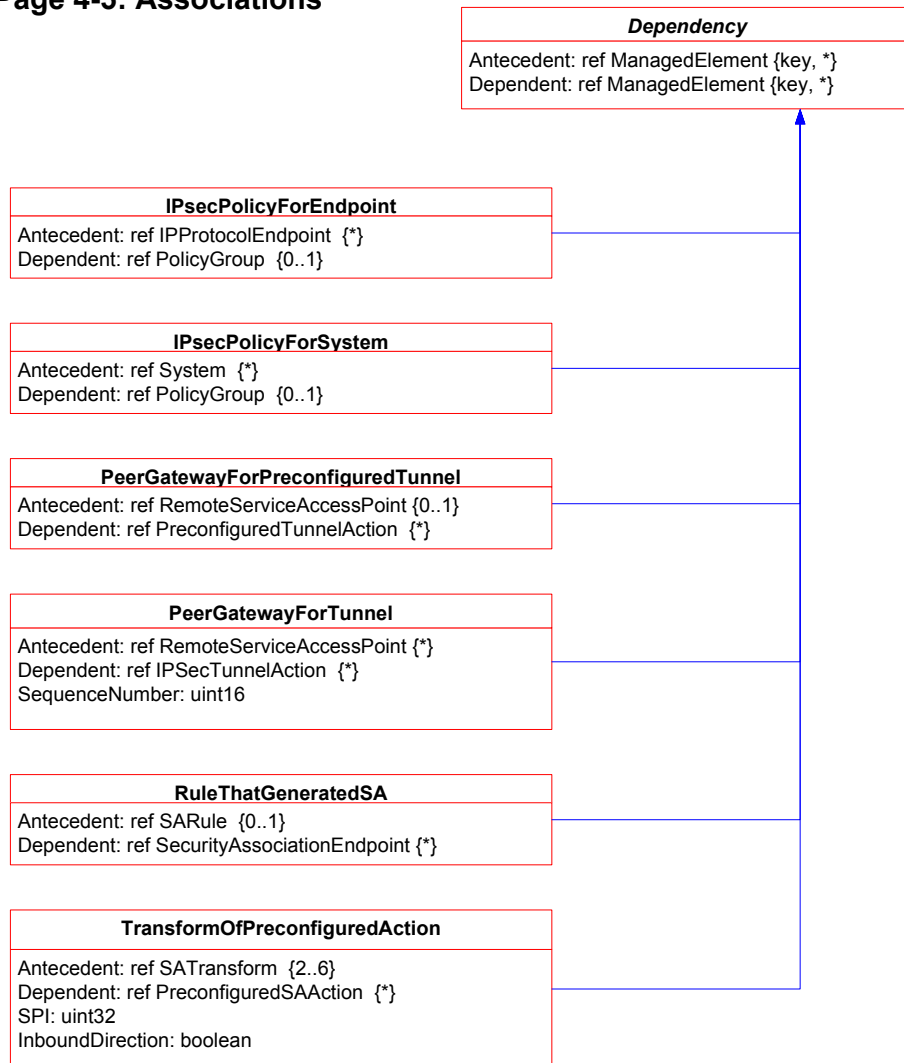 Page 4-5: Associations
Dependency
Antecedent: ref ManagedElement {key, *}
Dependent: ref ManagedElement {key, *}
IPsecPolicyForEndpoint
Antecedent: ref IPProtocolEndpoint {*}
Dependent: ref PolicyGroup {0..1}
IPsecPolicyForSystem
Antecedent: ref System {*}
Dependent: ref PolicyGroup {0..1}
PeerGatewayForPreconfiguredTunnel
Antecedent: ref RemoteServiceAccessPoint {0..1}
Dependent: ref PreconfiguredTunnelAction {*}
PeerGatewayForTunnel
Antecedent: ref RemoteServiceAccessPoint {*}
Dependent: ref IPSecTunnelAction {*}
SequenceNumber: uint16
RuleThatGeneratedSA
Antecedent: ref SARule {0..1}
Dependent: ref SecurityAssociationEndpoint {*}
TransformOfPreconfiguredAction
Antecedent: ref SATransform {2..6}
Dependent: ref PreconfiguredSAAction {*}
SPI: uint32
InboundDirection: boolean